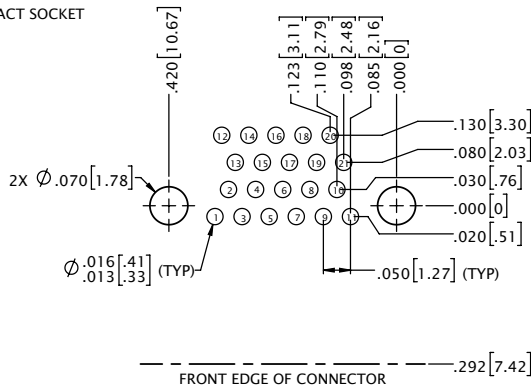 ACT SOCKET
.420[10.67]
.123[3.11]
.110[2.79]
.098[2.48]
.085[2.16]
.000[0]
12 14 16 18 20
.130[3.30]
13 15 17 19 21
.080[2.03]
2X Ø.070[1.78]
2 4 6 8 10
.030[.76]
.000[0]
1 3 5 7 9 11
.020[.51]
Ø.016[.41]
.013[.33] (TYP)
.050[1.27] (TYP)
.292[7.42]
FRONT EDGE OF CONNECTOR